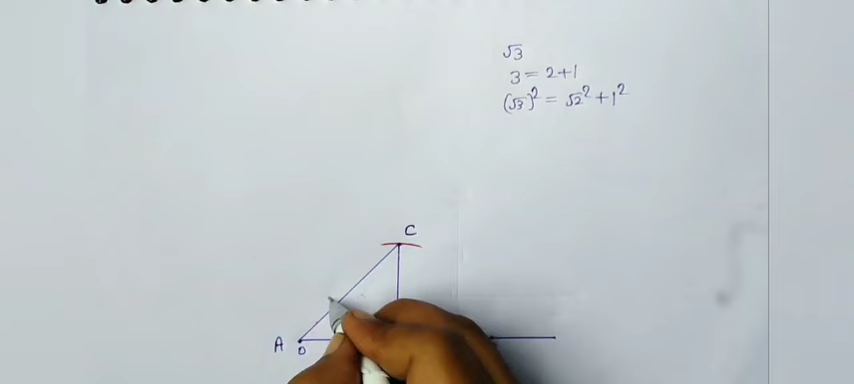 √3
3 = 2+1
(√3)² = √2² + 1²
C
A
0